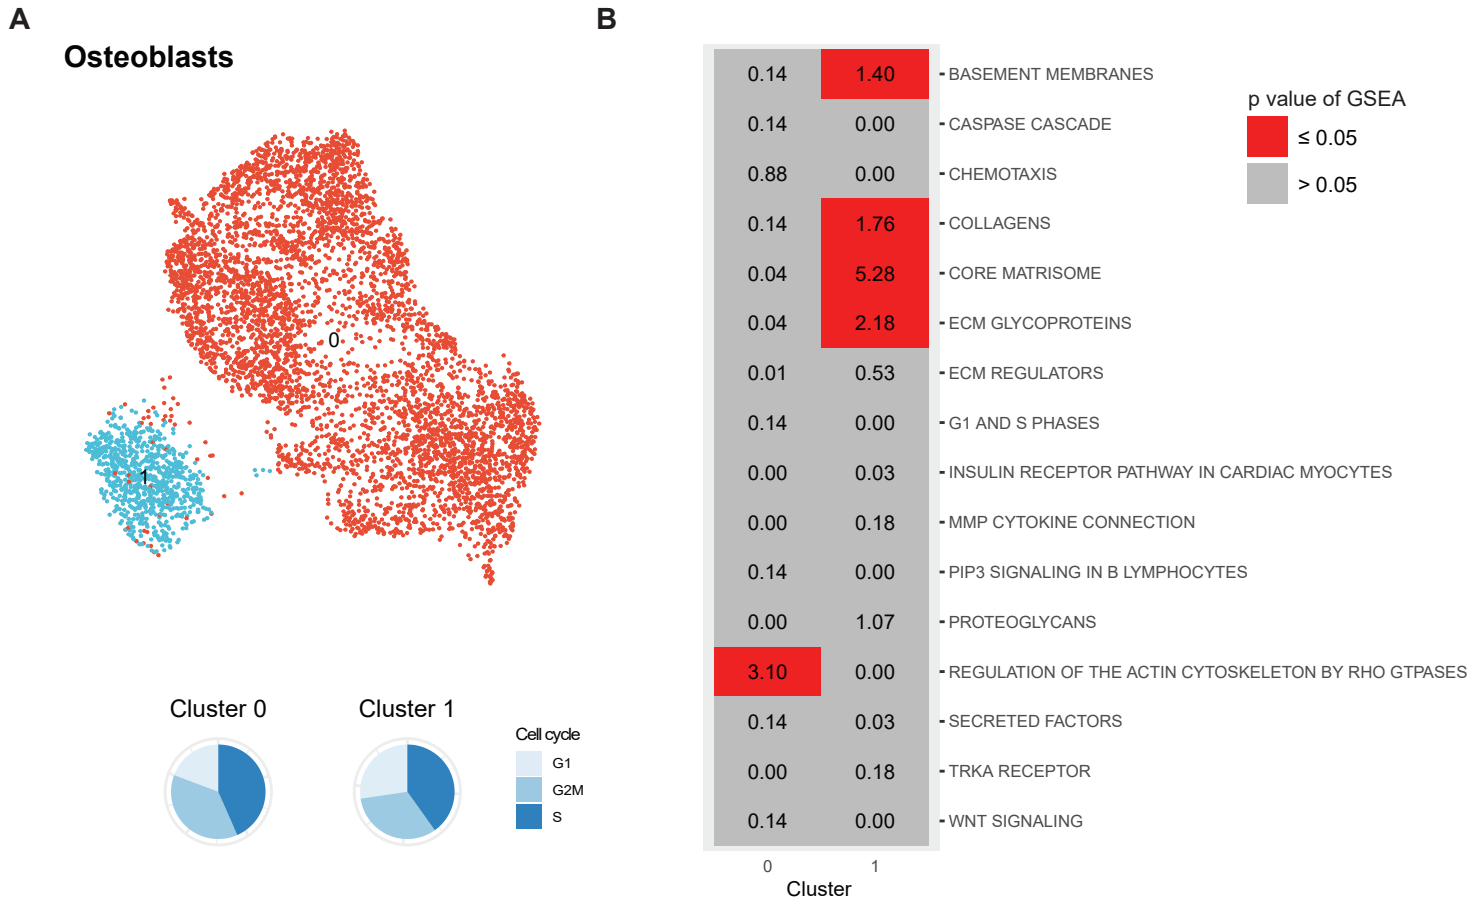 A
Osteoblasts
0
1
Cluster 0
Cluster 1
Cell cycle
G1
G2M
S
B
0.14 1.40 BASEMENT MEMBRANES
0.14 0.00 CASPASE CASCADE
0.88 0.00 CHEMOTAXIS
0.14 1.76 COLLAGENS
0.04 5.28 CORE MATRISOME
0.04 2.18 ECM GLYCOPROTEINS
0.01 0.53 ECM REGULATORS
0.14 0.00 G1 AND S PHASES
0.00 0.03 INSULIN RECEPTOR PATHWAY IN CARDIAC MYOCYTES
0.00 0.18 MMP CYTOKINE CONNECTION
0.14 0.00 PIP3 SIGNALING IN B LYMPHOCYTES
0.00 1.07 PROTEOGLYCANS
3.10 0.00 REGULATION OF THE ACTIN CYTOSKELETON BY RHO GTPASES
0.14 0.03 SECRETED FACTORS
0.00 0.18 TRKA RECEPTOR
0.14 0.00 WNT SIGNALING
0 1
Cluster
p value of GSEA
≤ 0.05
> 0.05